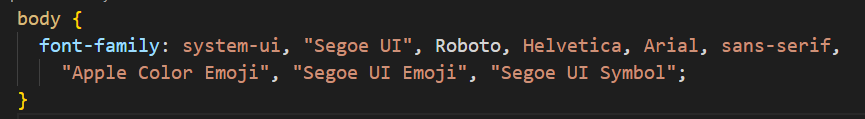 body {
  font-family: system-ui, "Segoe UI", Roboto, Helvetica, Arial, sans-serif,
    "Apple Color Emoji", "Segoe UI Emoji", "Segoe UI Symbol";
}